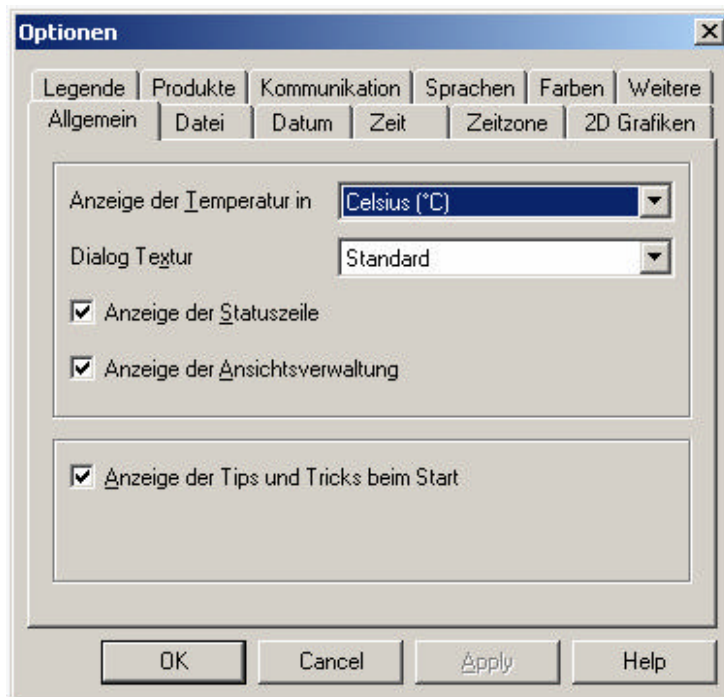 Optionen
Legende Produkte Kommunikation Sprachen Farben Weitere
Allgemein Datei Datum Zeit Zeitzone 2D Grafiken
Anzeige der Temperatur in Celsius (°C)
Dialog Textur Standard
Anzeige der Statuszeile
Anzeige der Ansichtsverwaltung
Anzeige der Tips und Tricks beim Start
OK Cancel Apply Help